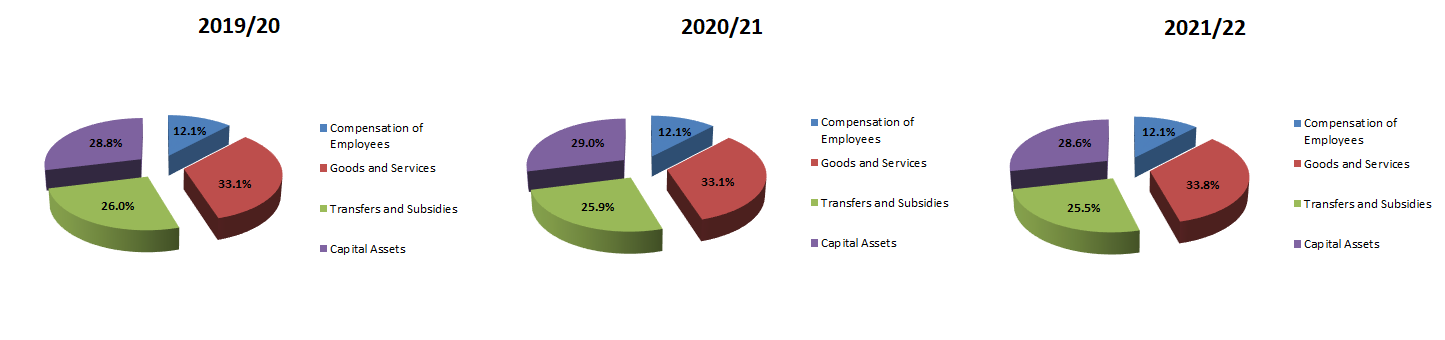 2019/20
12.1%
33.1%
26.0%
28.8%
Compensation of
Employees
Goods and Services
Transfers and Subsidies
Capital Assets
2020/21
12.1%
33.1%
25.9%
29.0%
Compensation of
Employees
Goods and Services
Transfers and Subsidies
Capital Assets
2021/22
12.1%
33.8%
25.5%
28.6%
Compensation of
Employees
Goods and Services
Transfers and Subsidies
Capital Assets